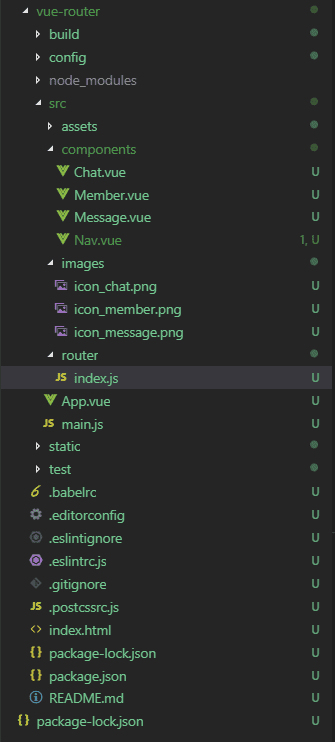 vue-router
build
config
node_modules
src
assets
components
Chat.vue U
Member.vue U
Message.vue U
Nav.vue 1, U
images
icon_chat.png U
icon_member.png U
icon_message.png U
router
JS index.js U
App.vue U
JS main.js U
static
test
.babelrc U
.editorconfig U
.eslintignore U
.eslintrc.js U
.gitignore U
JS .postcssrc.js U
<> index.html U
{} package-lock.json U
{} package.json U
README.md U
{} package-lock.json U